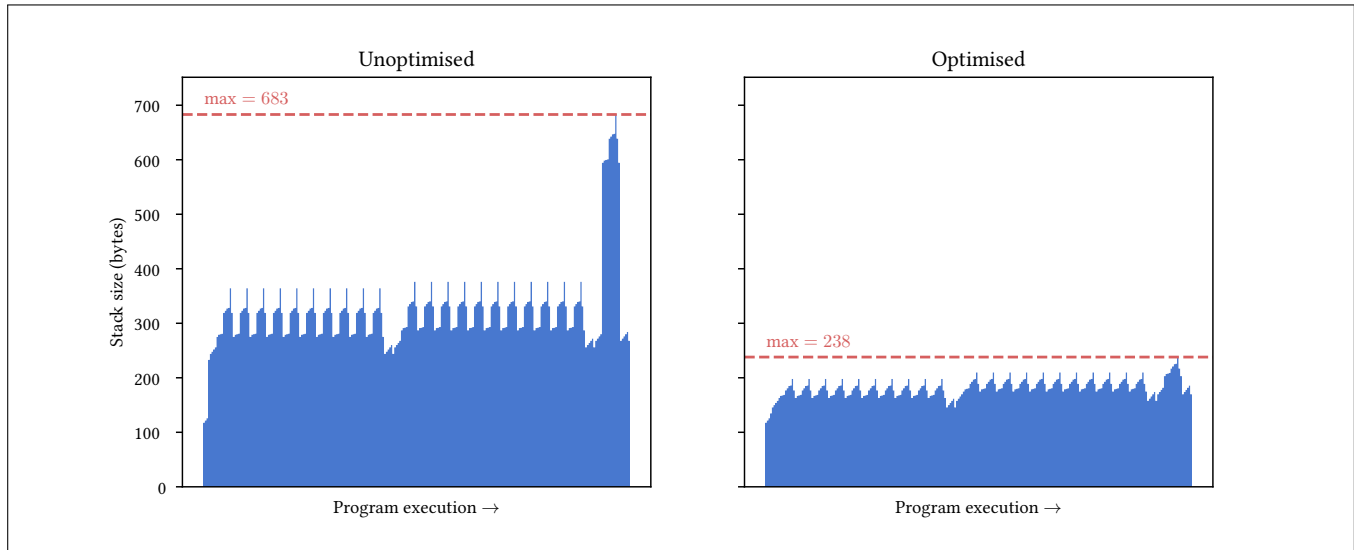 Unoptimised
max = 683
700
600
500
400
300
200
100
0
Stack size (bytes)
Program execution →
Optimised
max = 238
Program execution →